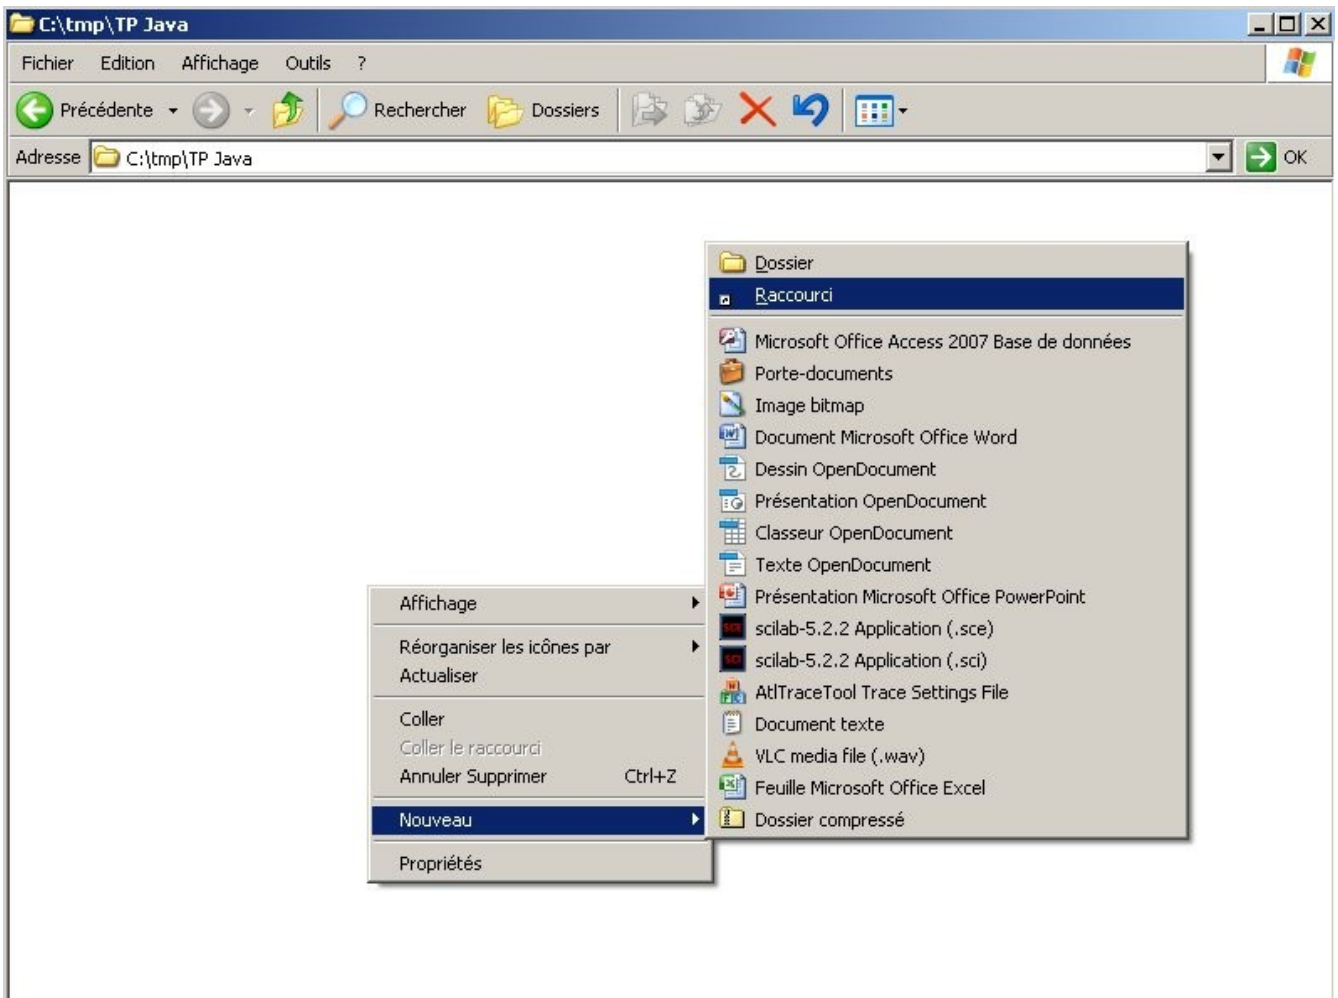 C:\tmp\TP Java
Fichier Edition Affichage Outils ?
Précédente Rechercher Dossiers
Adresse C:\tmp\TP Java OK
Dossier
Raccourci
Microsoft Office Access 2007 Base de données
Porte-documents
Image bitmap
Document Microsoft Office Word
Dessin OpenDocument
Présentation OpenDocument
Classeur OpenDocument
Texte OpenDocument
Présentation Microsoft Office PowerPoint
scilab-5.2.2 Application (.sce)
scilab-5.2.2 Application (.sci)
AtlTraceTool Trace Settings File
Document texte
VLC media file (.wav)
Feuille Microsoft Office Excel
Dossier compressé
Affichage
Réorganiser les icônes par
Actualiser
Coller
Coller le raccourci
Annuler Supprimer Ctrl+Z
Nouveau
Propriétés